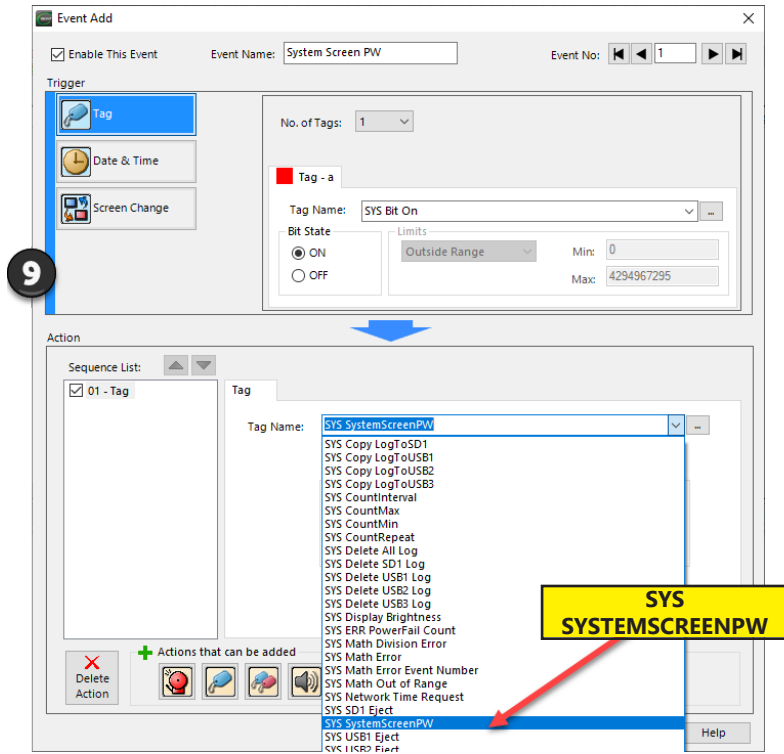 Event Add
Enable This Event
Event Name: System Screen PW
Event No: 1
Trigger
Tag
Date & Time
Screen Change
No. of Tags: 1
Tag - a
Tag Name: SYS Bit On ...
Bit State
ON
OFF
Limits
Outside Range
Min: 0
Max: 4294967295
9
Action
Sequence List:
01 - Tag
Tag
Tag Name: SYS SystemScreenPW ...
SYS Copy LogToSD1
SYS Copy LogToUSB1
SYS Copy LogToUSB2
SYS Copy LogToUSB3
SYS CountInterval
SYS CountMax
SYS CountMin
SYS CountRepeat
SYS Delete All Log
SYS Delete SD1 Log
SYS Delete USB1 Log
SYS Delete USB2 Log
SYS Delete USB3 Log
SYS Display Brightness
SYS ERR PowerFail Count
SYS Math Division Error
SYS Math Error
SYS Math Error Event Number
SYS Math Out of Range
SYS Network Time Request
SYS SD1 Eject
SYS SystemScreenPW
SYS USB1 Eject
SYS USB2 Eject
SYS
SYSTEMSCREENPW
Delete
Action
Actions that can be added
Help